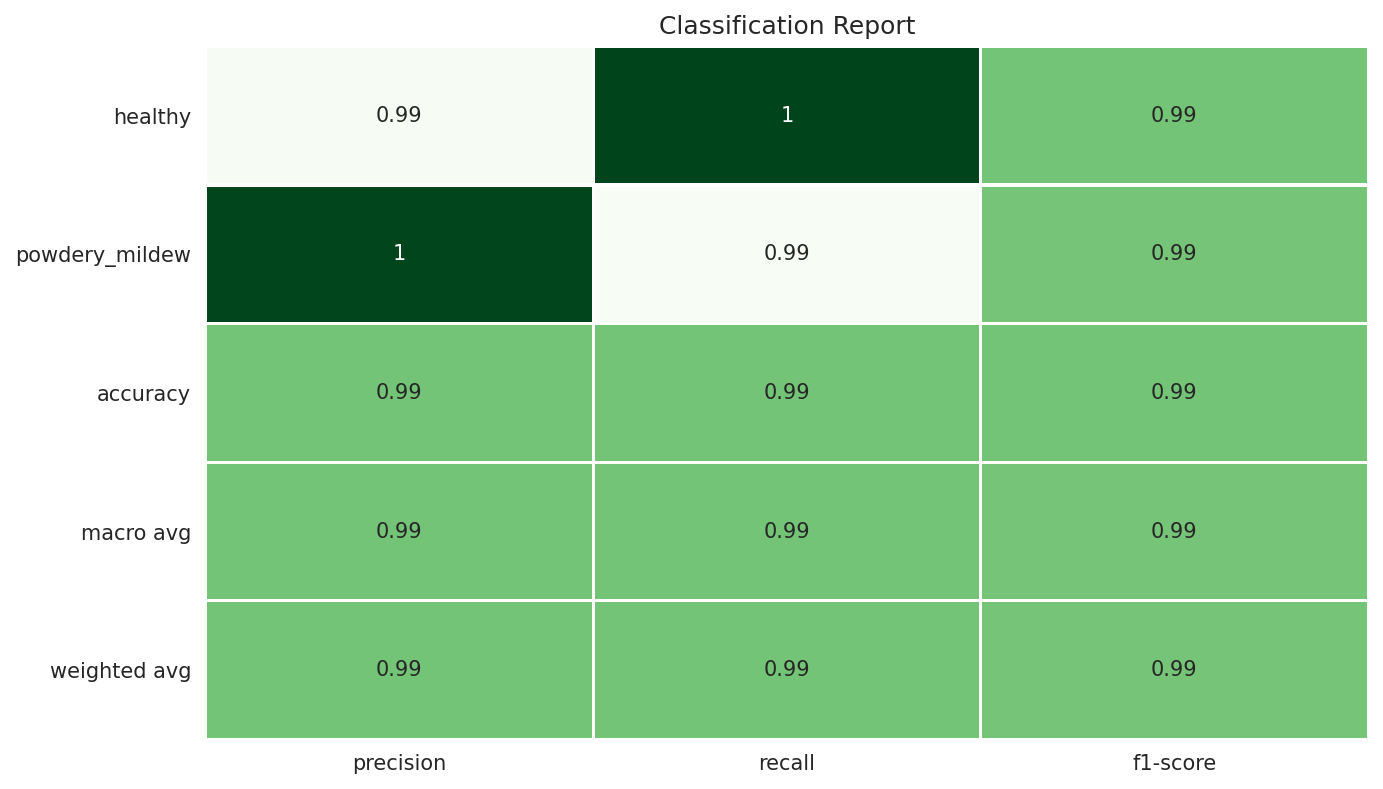 Classification Report
healthy 0.99 1 0.99
powdery_mildew 1 0.99 0.99
accuracy 0.99 0.99 0.99
macro avg 0.99 0.99 0.99
weighted avg 0.99 0.99 0.99
precision recall f1-score